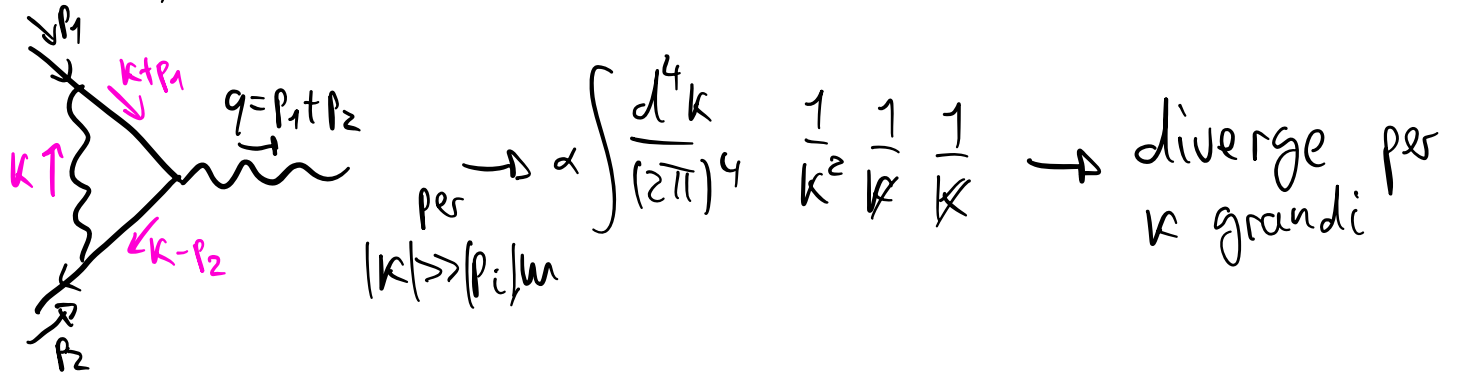 p₁
k+p₁
q=p₁+p₂
k
k-p₂
p₂
per
|k|>>|pᵢ|,m
α ∫ d⁴k/(2π)⁴ 1/k² 1/k̸ 1/k̸
diverge per
k grandi